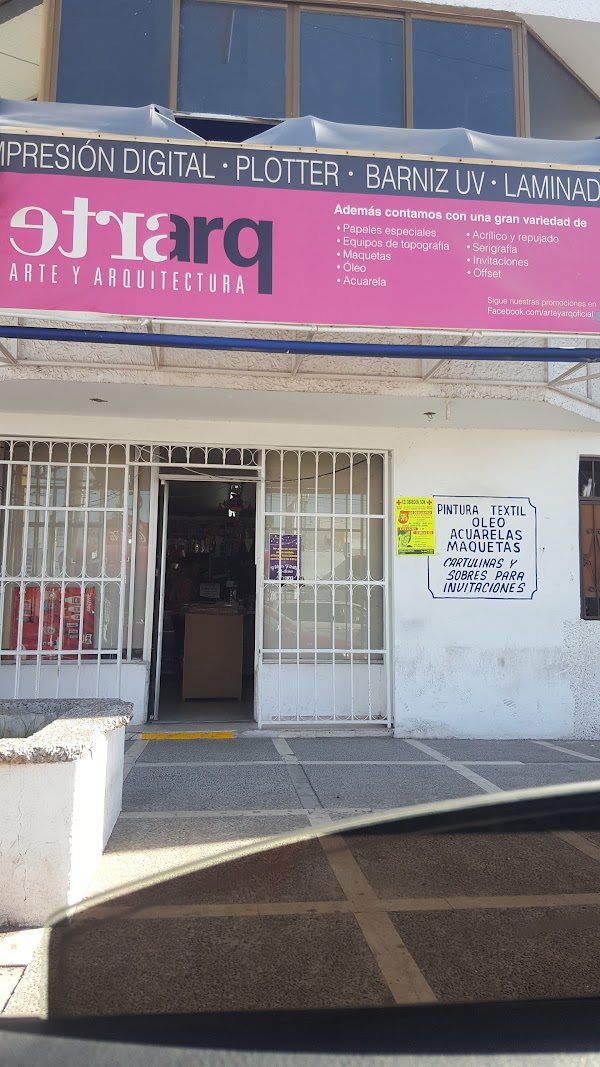 MPRESIÓN DIGITAL · PLOTTER · BARNIZ UV · LAMINAD
artearq
ARTE Y ARQUITECTURA
Además contamos con una gran variedad de
• Papeles especiales
• Equipos de topografía
• Maquetas
• Óleo
• Acuarela
• Acrílico y repujado
• Serigrafía
• Invitaciones
• Offset
Sigue nuestras promociones en
Facebook.com/arteyarqoficial
PINTURA TEXTIL
OLEO
ACUARELAS
MAQUETAS
CARTULINAS Y
SOBRES PARA
INVITACIONES